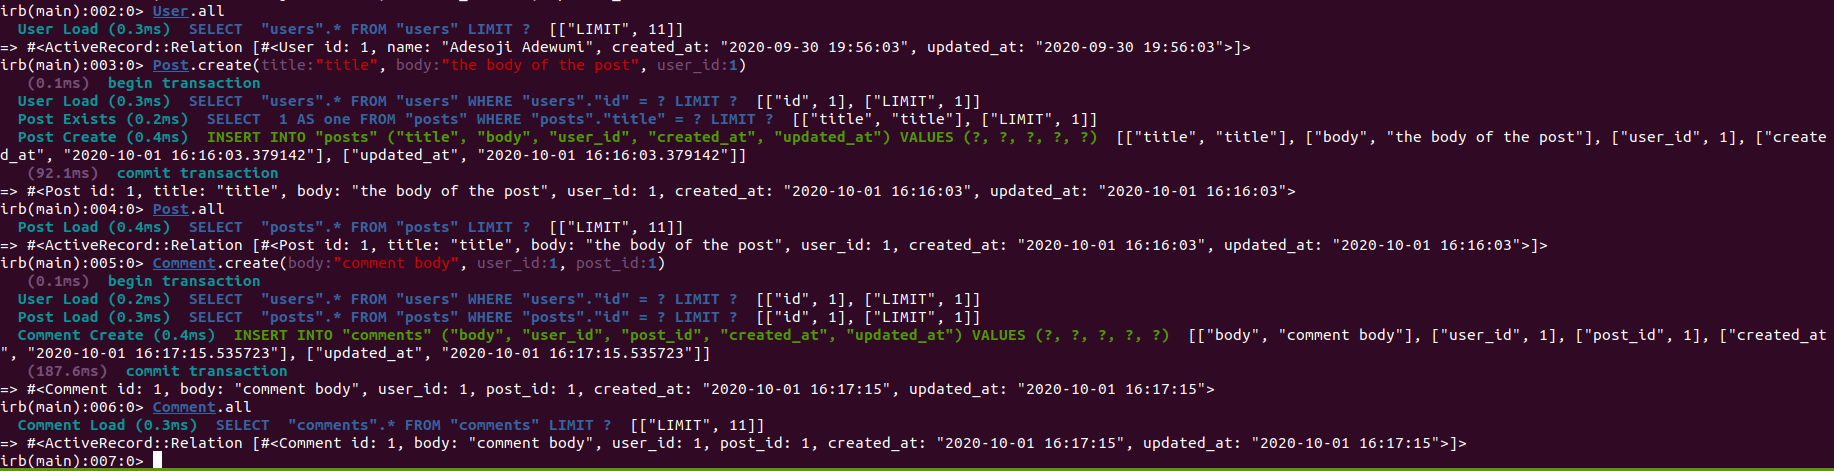 irb(main):002:0> User.all
User Load (0.3ms)  SELECT  "users".* FROM "users" LIMIT ?  [["LIMIT", 11]]
=> #<ActiveRecord::Relation [#<User id: 1, name: "Adesoji Adewumi", created_at: "2020-09-30 19:56:03", updated_at: "2020-09-30 19:56:03">]>
irb(main):003:0> Post.create(title:"title", body:"the body of the post", user_id:1)
(0.1ms)  begin transaction
User Load (0.3ms)  SELECT  "users".* FROM "users" WHERE "users"."id" = ? LIMIT ?  [["id", 1], ["LIMIT", 1]]
Post Exists (0.2ms)  SELECT  1 AS one FROM "posts" WHERE "posts"."title" = ? LIMIT ?  [["title", "title"], ["LIMIT", 1]]
Post Create (0.4ms)  INSERT INTO "posts" ("title", "body", "user_id", "created_at", "updated_at") VALUES (?, ?, ?, ?, ?)  [["title", "title"], ["body", "the body of the post"], ["user_id", 1], ["create
d_at", "2020-10-01 16:16:03.379142"], ["updated_at", "2020-10-01 16:16:03.379142"]]
(92.1ms)  commit transaction
=> #<Post id: 1, title: "title", body: "the body of the post", user_id: 1, created_at: "2020-10-01 16:16:03", updated_at: "2020-10-01 16:16:03">
irb(main):004:0> Post.all
Post Load (0.4ms)  SELECT  "posts".* FROM "posts" LIMIT ?  [["LIMIT", 11]]
=> #<ActiveRecord::Relation [#<Post id: 1, title: "title", body: "the body of the post", user_id: 1, created_at: "2020-10-01 16:16:03", updated_at: "2020-10-01 16:16:03">]>
irb(main):005:0> Comment.create(body:"comment body", user_id:1, post_id:1)
(0.1ms)  begin transaction
User Load (0.2ms)  SELECT  "users".* FROM "users" WHERE "users"."id" = ? LIMIT ?  [["id", 1], ["LIMIT", 1]]
Post Load (0.3ms)  SELECT  "posts".* FROM "posts" WHERE "posts"."id" = ? LIMIT ?  [["id", 1], ["LIMIT", 1]]
Comment Create (0.4ms)  INSERT INTO "comments" ("body", "user_id", "post_id", "created_at", "updated_at") VALUES (?, ?, ?, ?, ?)  [["body", "comment body"], ["user_id", 1], ["post_id", 1], ["created_at
", "2020-10-01 16:17:15.535723"], ["updated_at", "2020-10-01 16:17:15.535723"]]
(187.6ms)  commit transaction
=> #<Comment id: 1, body: "comment body", user_id: 1, post_id: 1, created_at: "2020-10-01 16:17:15", updated_at: "2020-10-01 16:17:15">
irb(main):006:0> Comment.all
Comment Load (0.3ms)  SELECT  "comments".* FROM "comments" LIMIT ?  [["LIMIT", 11]]
=> #<ActiveRecord::Relation [#<Comment id: 1, body: "comment body", user_id: 1, post_id: 1, created_at: "2020-10-01 16:17:15", updated_at: "2020-10-01 16:17:15">]>
irb(main):007:0>